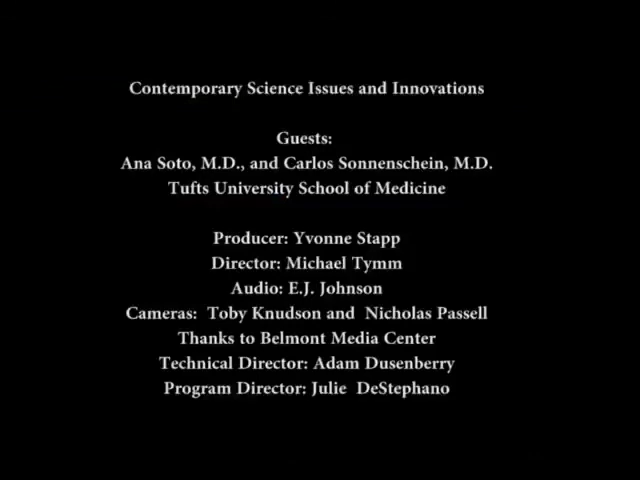 Contemporary Science Issues and Innovations
Guests:
Ana Soto, M.D., and Carlos Sonnenschein, M.D.
Tufts University School of Medicine
Producer: Yvonne Stapp
Director: Michael Tymm
Audio: E.J. Johnson
Cameras:  Toby Knudson and  Nicholas Passell
Thanks to Belmont Media Center
Technical Director: Adam Dusenberry
Program Director: Julie  DeStephano